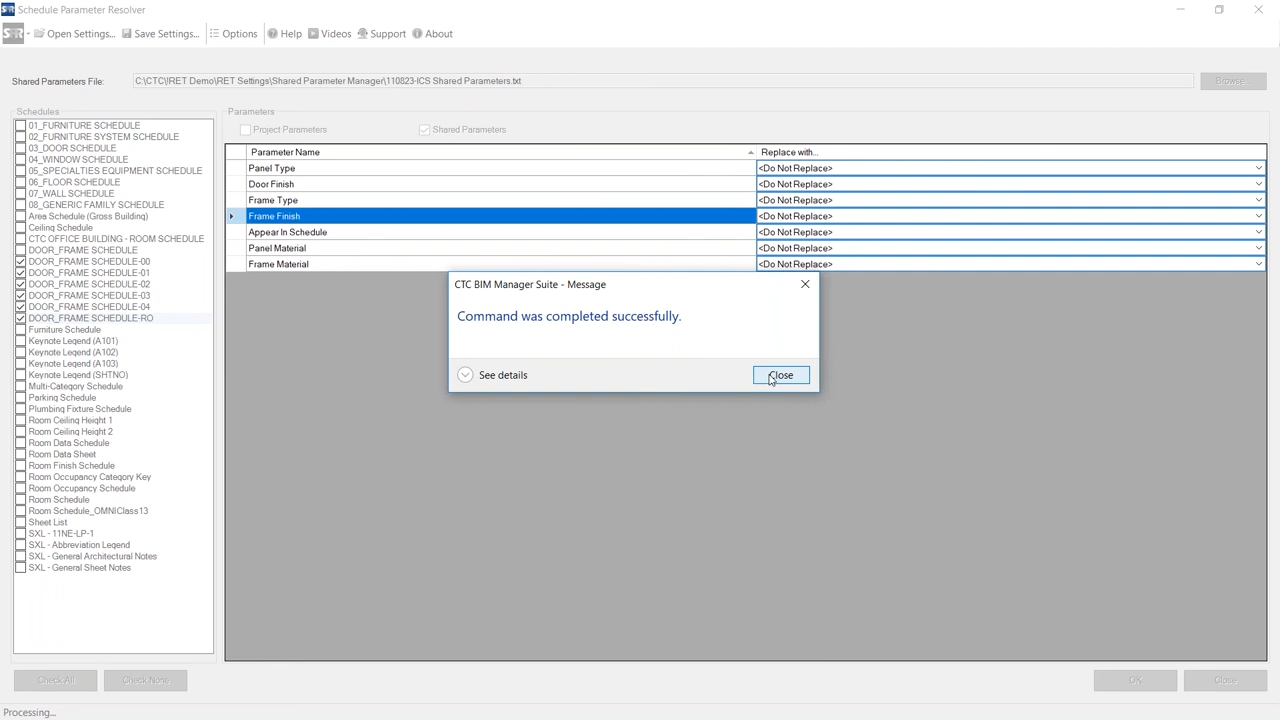 Schedule Parameter Resolver
SPR Open Settings... Save Settings... Options Help Videos Support About
Shared Parameters File: C:\CTC\!RET Demo\RET Settings\Shared Parameter Manager\110823-ICS Shared Parameters.txt Browse...
Schedules
01_FURNITURE SCHEDULE
02_FURNITURE SYSTEM SCHEDULE
03_DOOR SCHEDULE
04_WINDOW SCHEDULE
05_SPECIALTIES EQUIPMENT SCHEDULE
06_FLOOR SCHEDULE
07_WALL SCHEDULE
08_GENERIC FAMILY SCHEDULE
Area Schedule (Gross Building)
Ceiling Schedule
CTC OFFICE BUILDING - ROOM SCHEDULE
DOOR_FRAME SCHEDULE
DOOR_FRAME SCHEDULE-00
DOOR_FRAME SCHEDULE-01
DOOR_FRAME SCHEDULE-02
DOOR_FRAME SCHEDULE-03
DOOR_FRAME SCHEDULE-04
DOOR_FRAME SCHEDULE-RO
Furniture Schedule
Keynote Legend (A101)
Keynote Legend (A102)
Keynote Legend (A103)
Keynote Legend (SHTNO)
Multi-Category Schedule
Parking Schedule
Plumbing Fixture Schedule
Room Ceiling Height 1
Room Ceiling Height 2
Room Data Schedule
Room Data Sheet
Room Finish Schedule
Room Occupancy Category Key
Room Occupancy Schedule
Room Schedule
Room Schedule_OMNIClass13
Sheet List
SXL - 11NE-LP-1
SXL - Abbreviation Legend
SXL - General Architectural Notes
SXL - General Sheet Notes
Check All Check None
Parameters
Project Parameters Shared Parameters
Parameter Name Replace with...
Panel Type <Do Not Replace>
Door Finish <Do Not Replace>
Frame Type <Do Not Replace>
Frame Finish <Do Not Replace>
Appear In Schedule <Do Not Replace>
Panel Material <Do Not Replace>
Frame Material <Do Not Replace>
CTC BIM Manager Suite - Message
Command was completed successfully.
See details Close
OK Close
Processing...